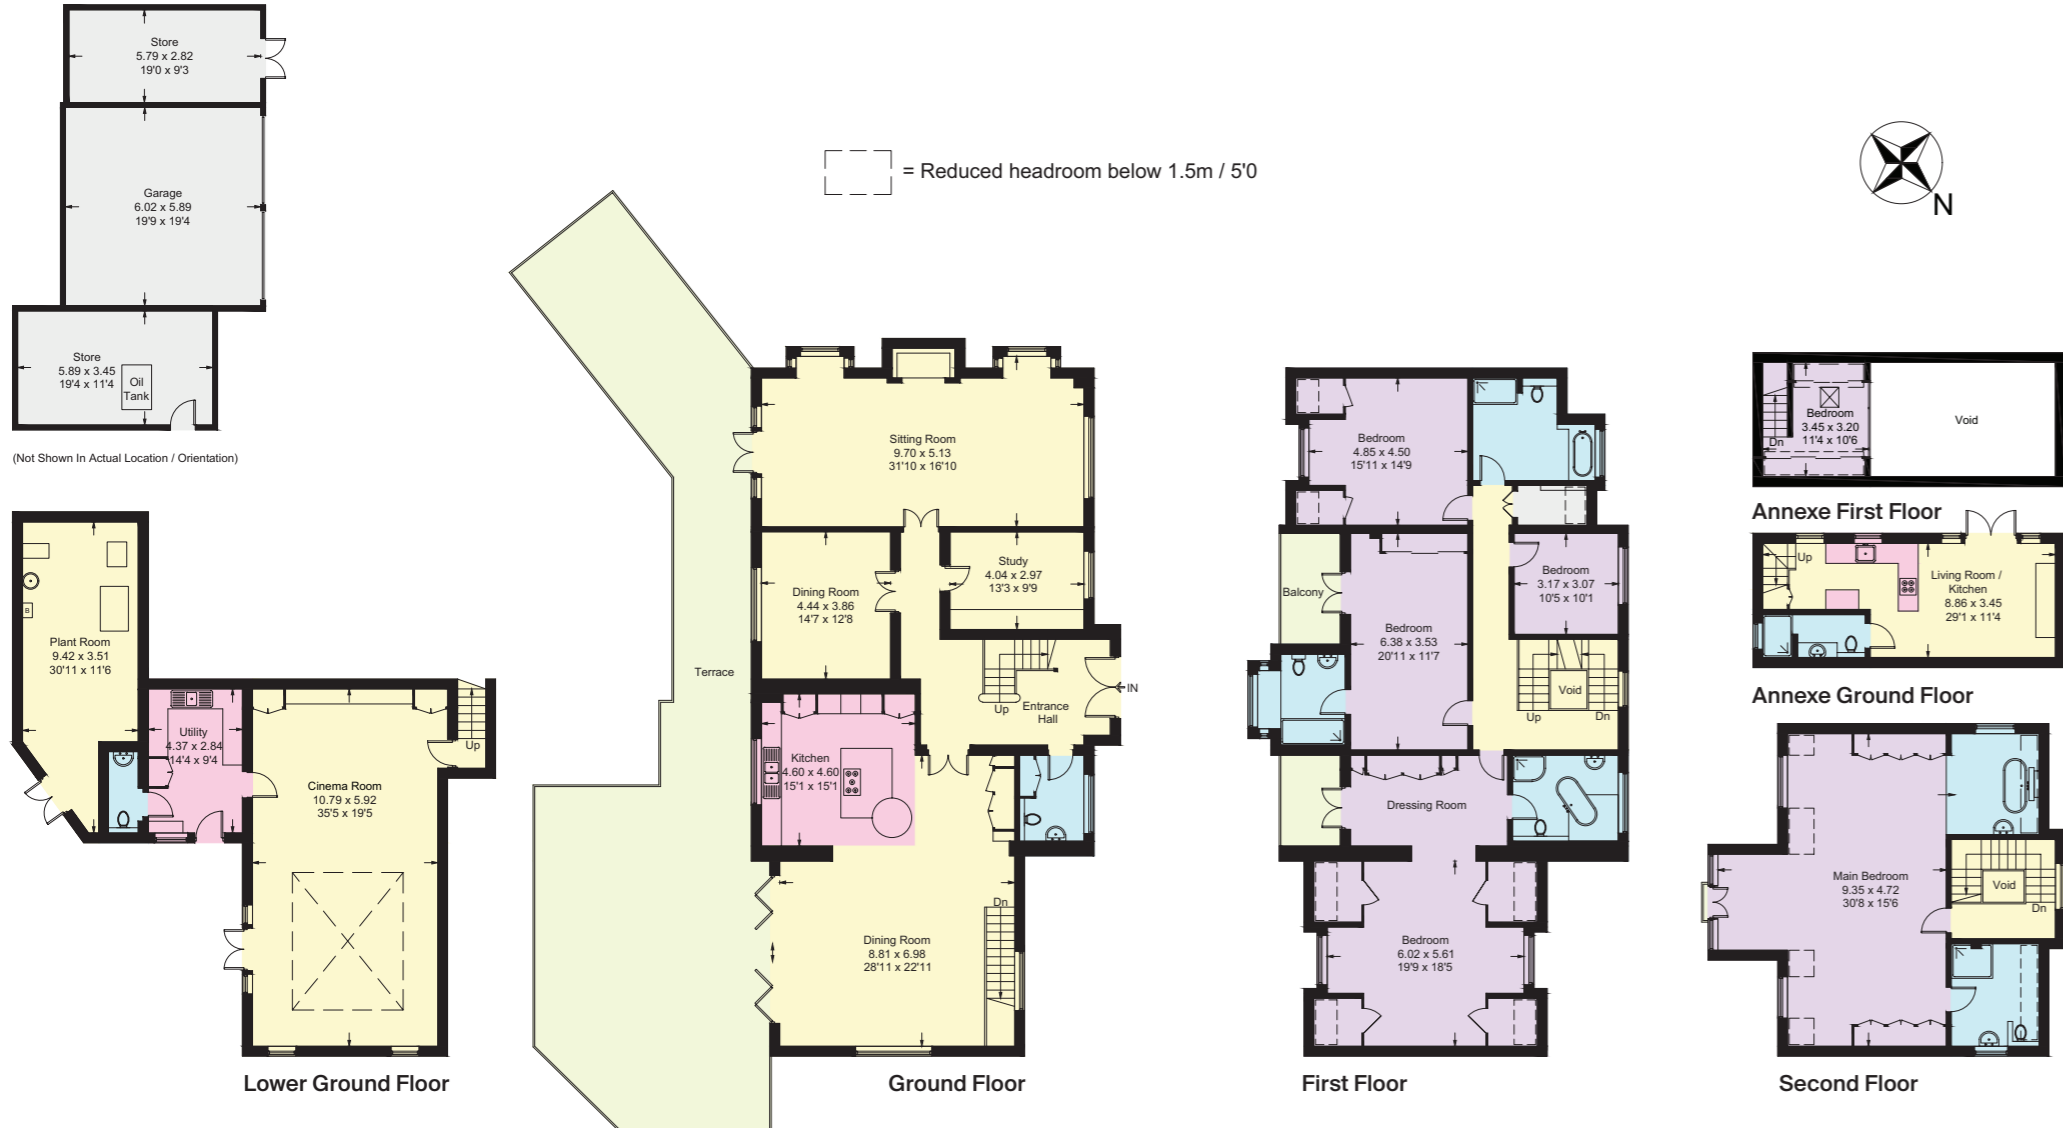 Store
5.79 x 2.82
19'0 x 9'3
Garage
6.02 x 5.89
19'9 x 19'4
Store
5.89 x 3.45
19'4 x 11'4
Oil
Tank
(Not Shown In Actual Location / Orientation)
= Reduced headroom below 1.5m / 5'0
N
Plant Room
9.42 x 3.51
30'11 x 11'6
B
Utility
4.37 x 2.84
14'4 x 9'4
Cinema Room
10.79 x 5.92
35'5 x 19'5
Up
Lower Ground Floor
Terrace
Sitting Room
9.70 x 5.13
31'10 x 16'10
Dining Room
4.44 x 3.86
14'7 x 12'8
Study
4.04 x 2.97
13'3 x 9'9
Up
Entrance
Hall
IN
Kitchen
4.60 x 4.60
15'1 x 15'1
Dining Room
8.81 x 6.98
28'11 x 22'11
Dn
Ground Floor
Bedroom
4.85 x 4.50
15'11 x 14'9
Balcony
Bedroom
6.38 x 3.53
20'11 x 11'7
Bedroom
3.17 x 3.07
10'5 x 10'1
Void
Up
Dn
Dressing Room
Bedroom
6.02 x 5.61
19'9 x 18'5
First Floor
Bedroom
3.45 x 3.20
11'4 x 10'6
Dn
Void
Annexe First Floor
Up
Living Room /
Kitchen
8.86 x 3.45
29'1 x 11'4
Annexe Ground Floor
Main Bedroom
9.35 x 4.72
30'8 x 15'6
Void
Dn
Second Floor